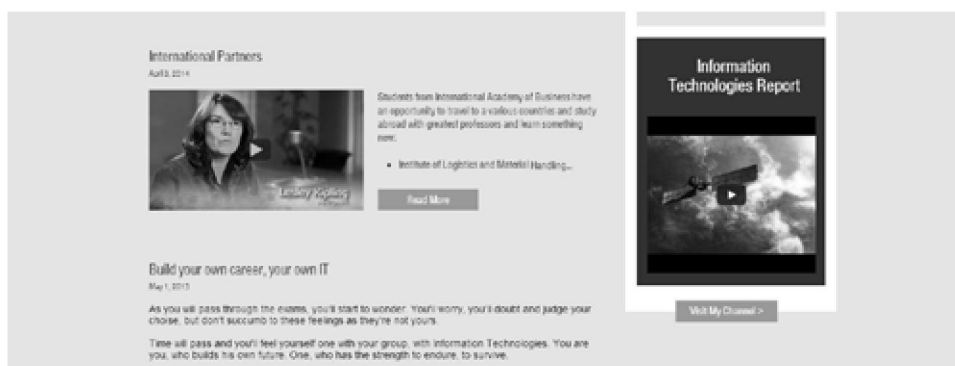 International Partners
April 3, 2014
Students from International Academy of Business have
an opportunity to travel to a various countries and study
abroad with greatest professors and learn something
new:
• Institute of Logistics and Material Handling...
Lesley Kipling
Read More
Build your own career, your own IT
May 1, 2013
As you will pass through the exams, you'll start to wonder. You'll worry, you'll doubt and judge your
choise, but don't succumb to these feelings as they're not yours.
Time will pass and you'll feel yourself one with your group, with Information Technologies. You are
you, who builds his own future. One, who has the strength to endure, to survive.
Information
Technologies Report
Visit My Channel >